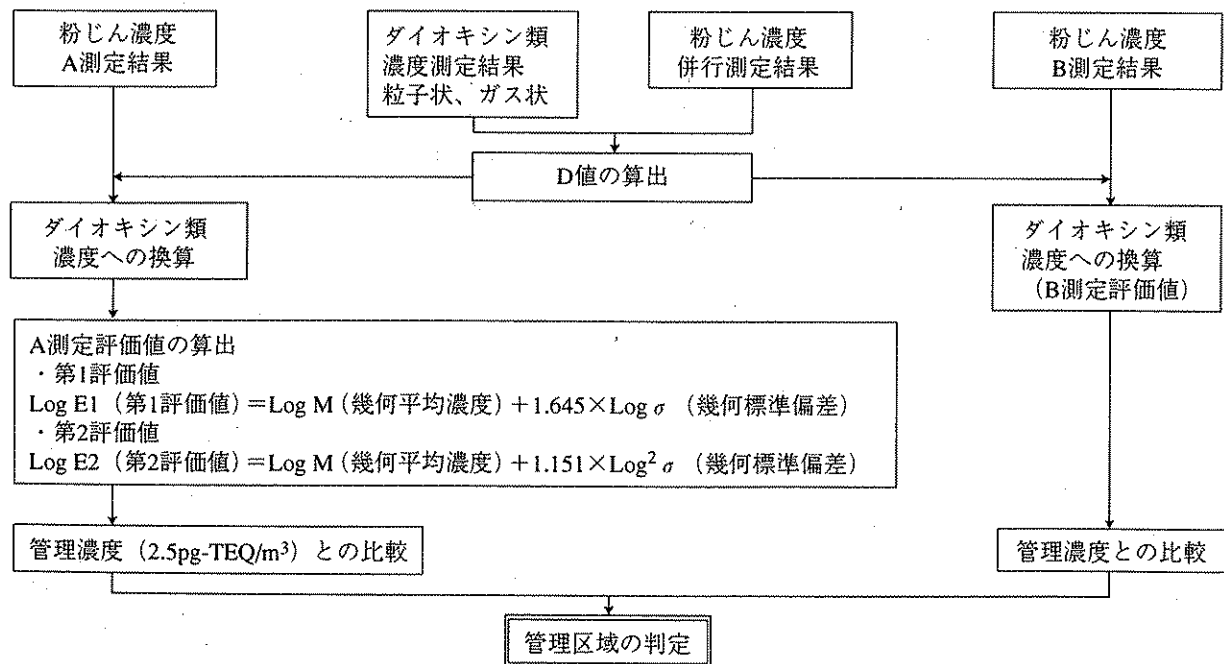 粉じん濃度
A測定結果
ダイオキシン類
濃度測定結果
粒子状、ガス状
粉じん濃度
併行測定結果
粉じん濃度
B測定結果
D値の算出
ダイオキシン類
濃度への換算
ダイオキシン類
濃度への換算
（B測定評価値）
A測定評価値の算出
・第1評価値
Log E1（第1評価値）＝Log M（幾何平均濃度）＋1.645×Log σ（幾何標準偏差）
・第2評価値
Log E2（第2評価値）＝Log M（幾何平均濃度）＋1.151×Log² σ（幾何標準偏差）
管理濃度（2.5pg-TEQ/m³）との比較
管理濃度との比較
管理区域の判定